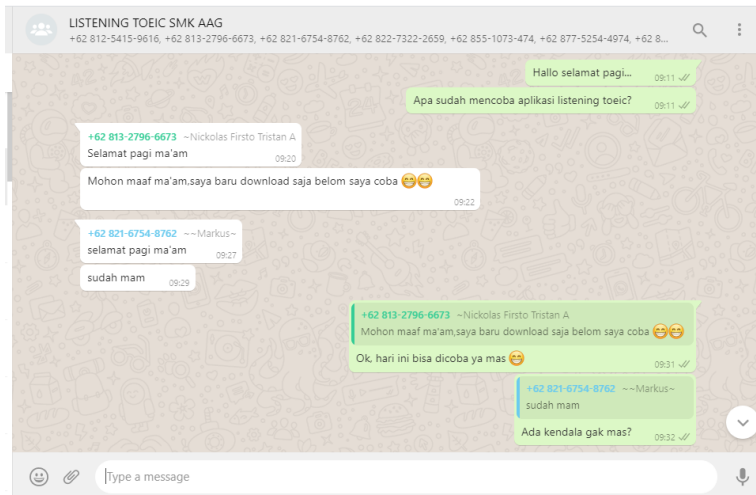 LISTENING TOEIC SMK AAG
+62 812-5415-9616, +62 813-2796-6673, +62 821-6754-8762, +62 822-7322-2659, +62 855-1073-474, +62 877-5254-4974, +62 8...
Hallo selamat pagi... 09:11
Apa sudah mencoba aplikasi listening toeic? 09:11
+62 813-2796-6673 ~Nickolas Firsto Tristan A
Selamat pagi ma'am 09:20
Mohon maaf ma'am,saya baru download saja belom saya coba 😁😁
09:22
+62 821-6754-8762 ~~Markus~
selamat pagi ma'am 09:27
sudah mam 09:29
+62 813-2796-6673 ~Nickolas Firsto Tristan A
Mohon maaf ma'am,saya baru download saja belom saya coba 😁😁
Ok, hari ini bisa dicoba ya mas 😁 09:31
+62 821-6754-8762 ~~Markus~
sudah mam
Ada kendala gak mas? 09:32
Type a message